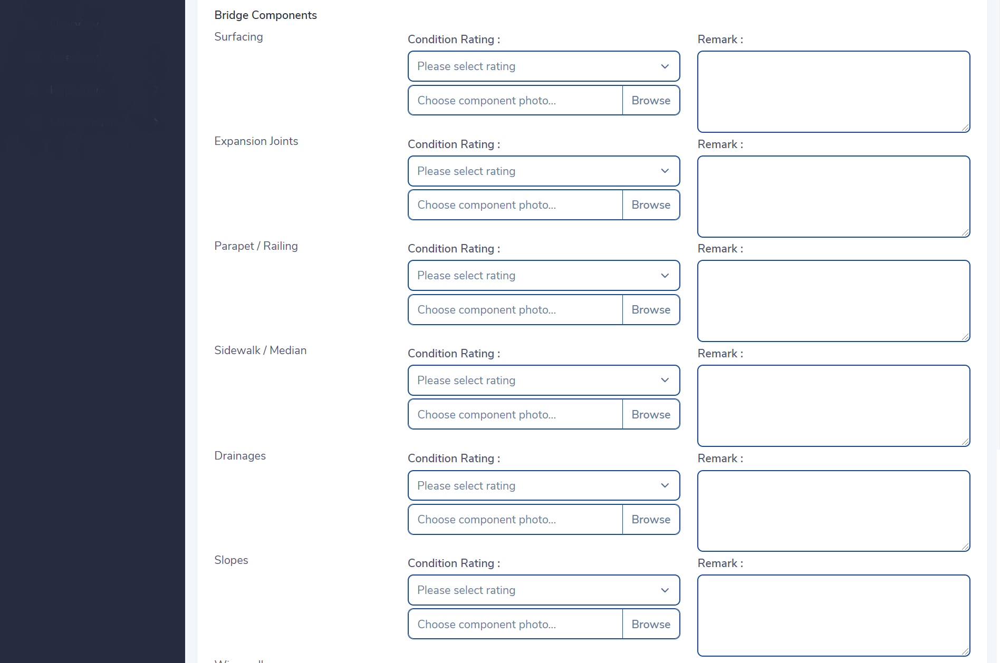 Bridge Components
Surfacing
Condition Rating :
Remark :
Please select rating
Choose component photo...
Browse
Expansion Joints
Condition Rating :
Remark :
Please select rating
Choose component photo...
Browse
Parapet / Railing
Condition Rating :
Remark :
Please select rating
Choose component photo...
Browse
Sidewalk / Median
Condition Rating :
Remark :
Please select rating
Choose component photo...
Browse
Drainages
Condition Rating :
Remark :
Please select rating
Choose component photo...
Browse
Slopes
Condition Rating :
Remark :
Please select rating
Choose component photo...
Browse